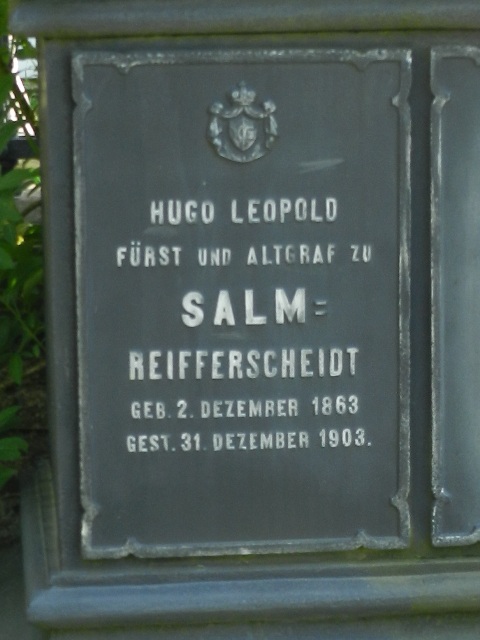 HUGO LEOPOLD
FÜRST UND ALTGRAF ZU
SALM=
REIFFERSCHEIDT
GEB. 2. DEZEMBER 1863
GEST. 31. DEZEMBER 1903.